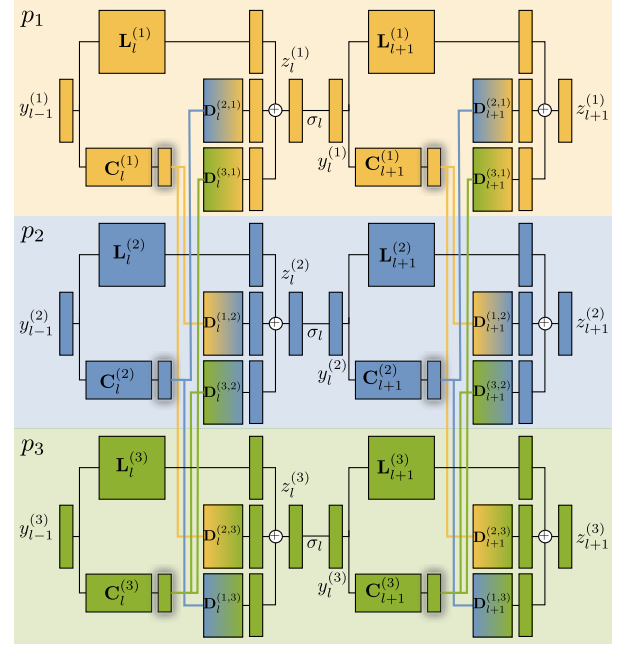 p₁
L_l^(1) z_l^(1) L_{l+1}^(1)
y_{l-1}^(1) D_l^(2,1) σ_l D_{l+1}^(2,1) z_{l+1}^(1)
C_l^(1) D_l^(3,1) y_l^(1) C_{l+1}^(1) D_{l+1}^(3,1)
p₂
L_l^(2) z_l^(2) L_{l+1}^(2)
y_{l-1}^(2) D_l^(1,2) σ_l D_{l+1}^(1,2) z_{l+1}^(2)
C_l^(2) D_l^(3,2) y_l^(2) C_{l+1}^(2) D_{l+1}^(3,2)
p₃
L_l^(3) z_l^(3) L_{l+1}^(3)
y_{l-1}^(3) D_l^(2,3) σ_l D_{l+1}^(2,3) z_{l+1}^(3)
C_l^(3) D_l^(1,3) y_l^(3) C_{l+1}^(3) D_{l+1}^(1,3)